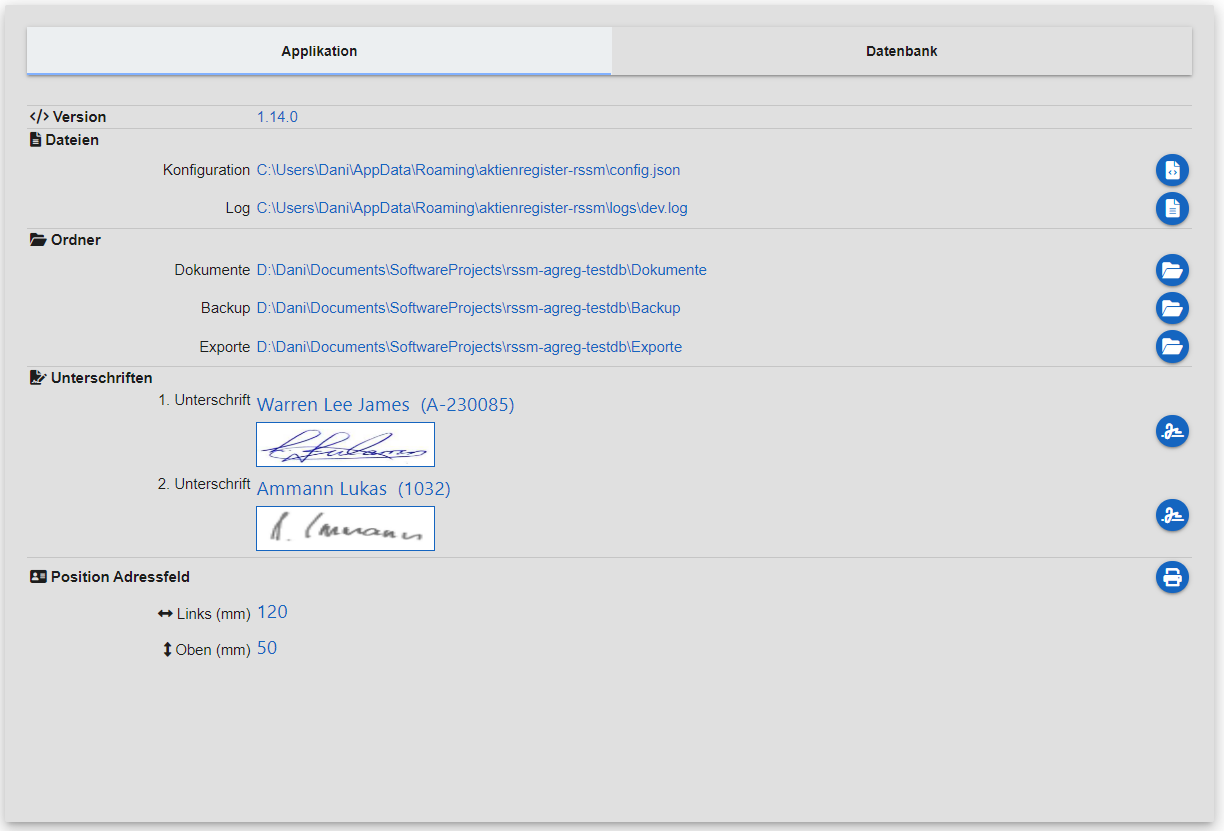 Applikation Datenbank
</> Version 1.14.0
Dateien
Konfiguration C:\Users\Dani\AppData\Roaming\aktienregister-rssm\config.json
Log C:\Users\Dani\AppData\Roaming\aktienregister-rssm\logs\dev.log
Ordner
Dokumente D:\Dani\Documents\SoftwareProjects\rssm-agreg-testdb\Dokumente
Backup D:\Dani\Documents\SoftwareProjects\rssm-agreg-testdb\Backup
Exporte D:\Dani\Documents\SoftwareProjects\rssm-agreg-testdb\Exporte
Unterschriften
1. Unterschrift Warren Lee James (A-230085)
2. Unterschrift Ammann Lukas (1032)
Position Adressfeld
Links (mm) 120
Oben (mm) 50